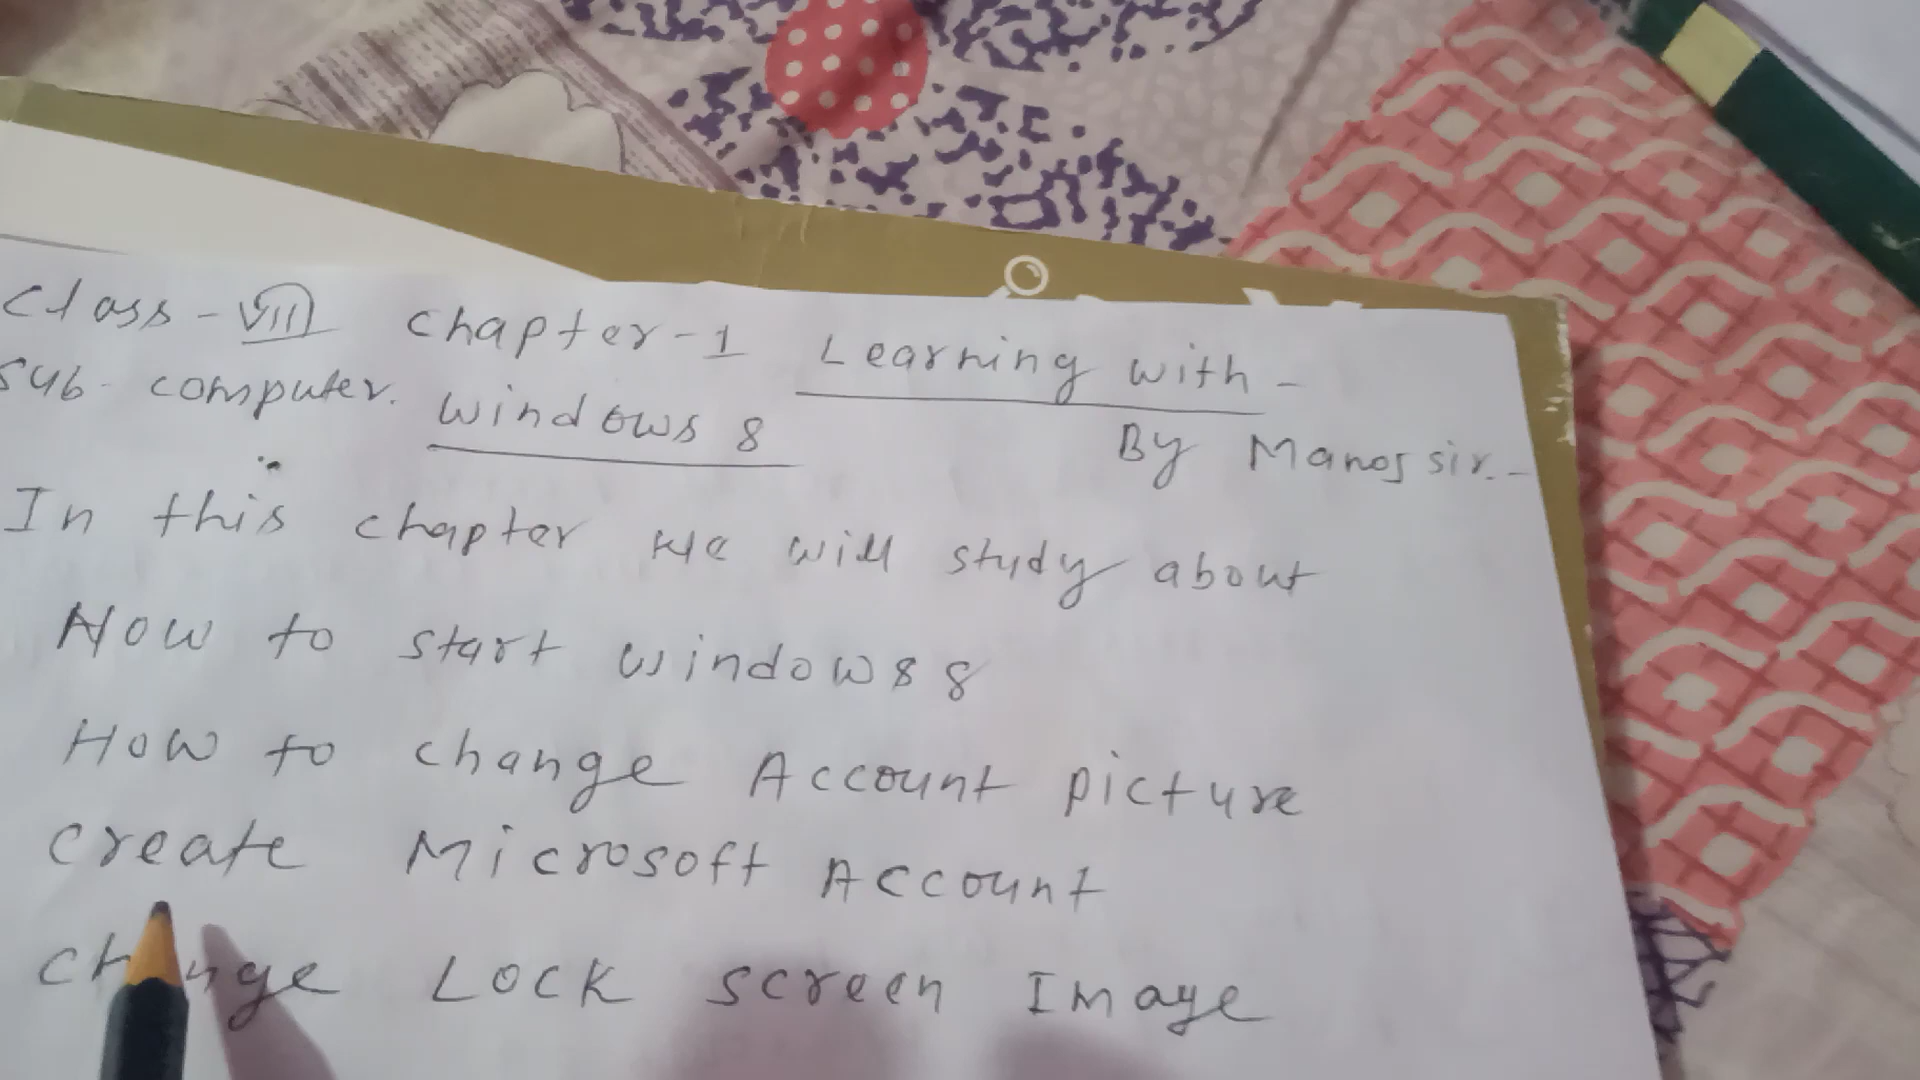 Class-VIII Chapter-1 Learning with-
Sub- computer. Windows 8
By Manoj sir.-
In this chapter we will study about
How to start windows 8
How to change Account picture
create Microsoft Account
change Lock screen Image